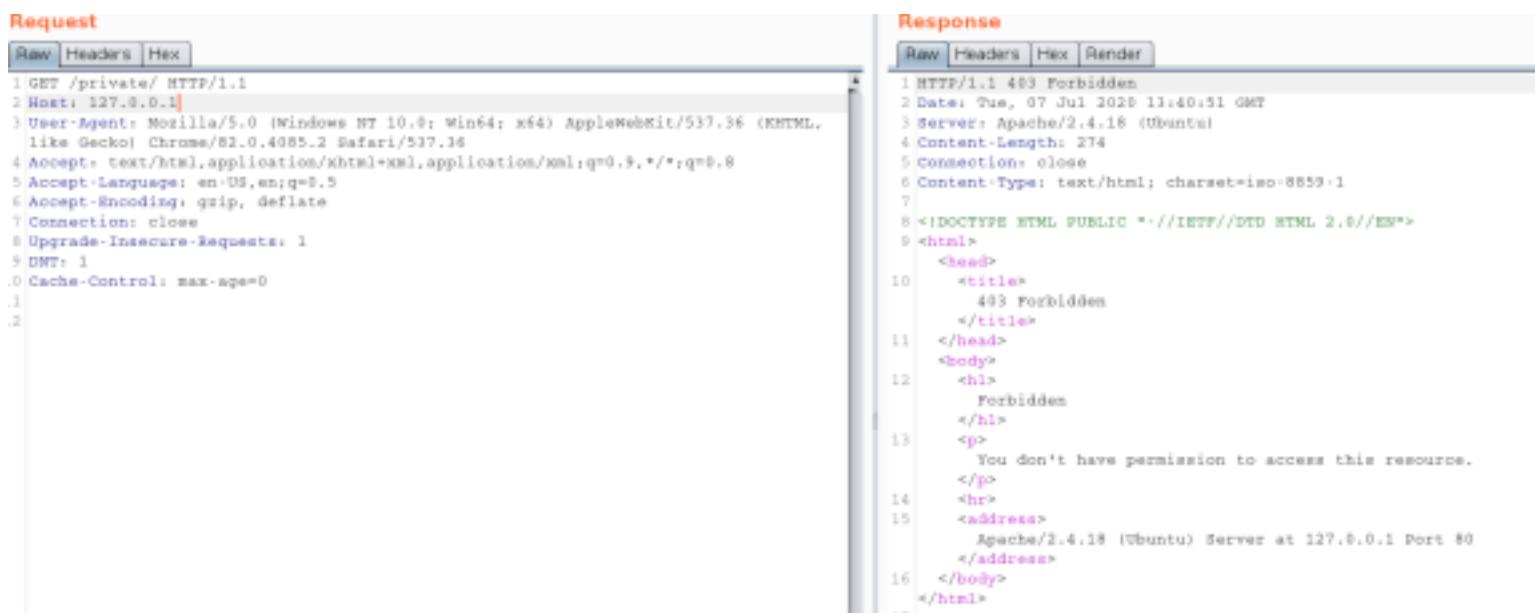 Request
Raw Headers Hex
1 GET /private/ HTTP/1.1
2 Host: 127.0.0.1
3 User-Agent: Mozilla/5.0 (Windows NT 10.0; Win64; x64) AppleWebKit/537.36 (KHTML,
like Gecko) Chrome/82.0.4085.2 Safari/537.36
4 Accept: text/html,application/xhtml+xml,application/xml;q=0.9,*/*;q=0.8
5 Accept-Language: en-US,en;q=0.5
6 Accept-Encoding: gzip, deflate
7 Connection: close
8 Upgrade-Insecure-Requests: 1
9 DNT: 1
.0 Cache-Control: max-age=0
.1
.2
Response
Raw Headers Hex Render
1 HTTP/1.1 403 Forbidden
2 Date: Tue, 07 Jul 2020 13:40:51 GMT
3 Server: Apache/2.4.18 (Ubuntu)
4 Content-Length: 274
5 Connection: close
6 Content-Type: text/html; charset=iso-8859-1
7
8 <!DOCTYPE HTML PUBLIC "-//IETF//DTD HTML 2.0//EN">
9 <html>
<head>
10 <title>
403 Forbidden
</title>
11 </head>
<body>
12 <h1>
Forbidden
</h1>
13 <p>
You don't have permission to access this resource.
</p>
14 <hr>
15 <address>
Apache/2.4.18 (Ubuntu) Server at 127.0.0.1 Port 80
</address>
16 </body>
</html>